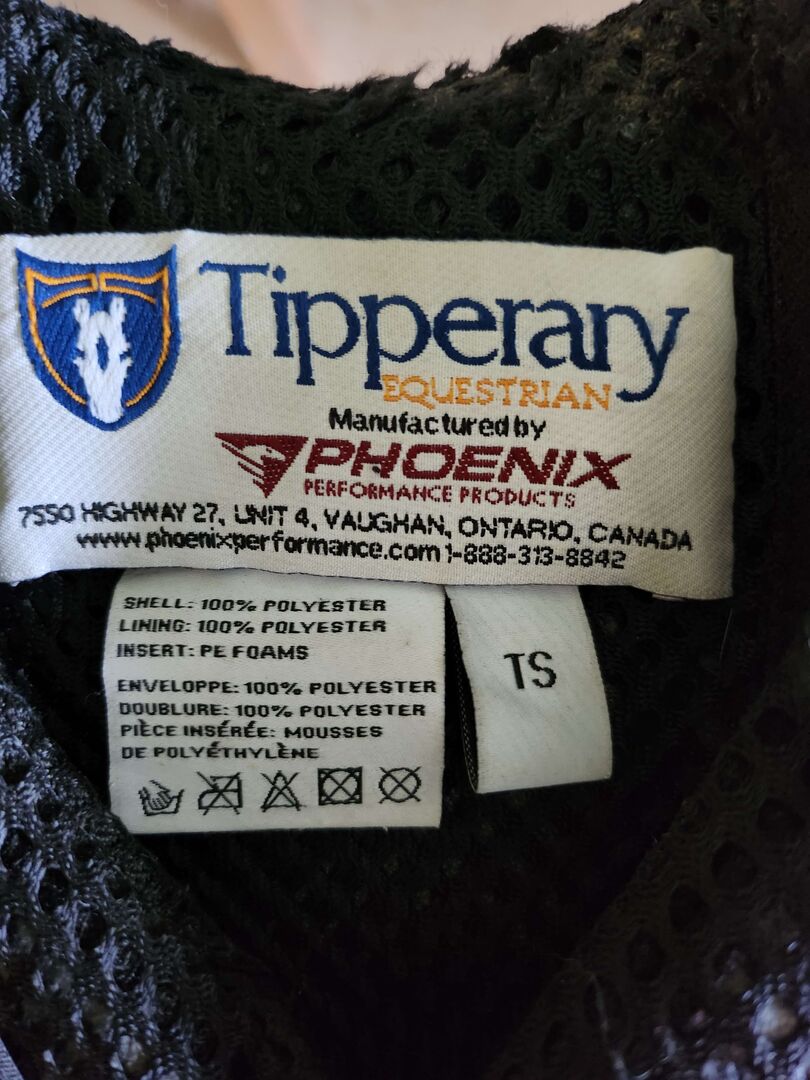 Tipperary
EQUESTRIAN
Manufactured by
PHOENIX
PERFORMANCE PRODUCTS
7550 HIGHWAY 27, UNIT 4, VAUGHAN, ONTARIO, CANADA
www.phoenixperformance.com 1-888-313-8842
SHELL: 100% POLYESTER
LINING: 100% POLYESTER
INSERT: PE FOAMS
ENVELOPPE: 100% POLYESTER
DOUBLURE: 100% POLYESTER
PIÈCE INSÉRÉE: MOUSSES
DE POLYÉTHYLÈNE
TS